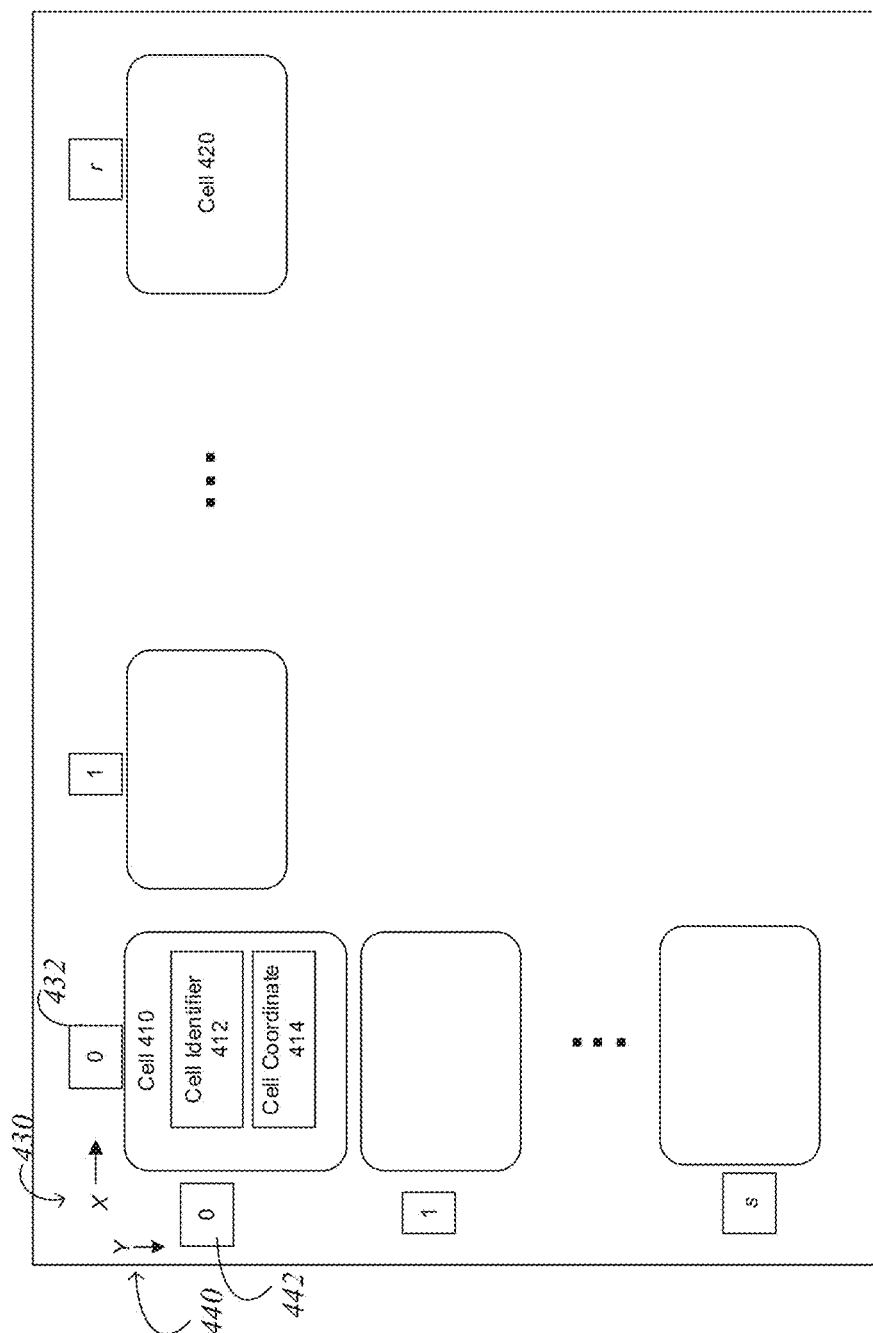 430
X
432
0
1
r
440
Y
442
0
Cell 410
Cell Identifier
412
Cell Coordinate
414
Cell 420
1
s